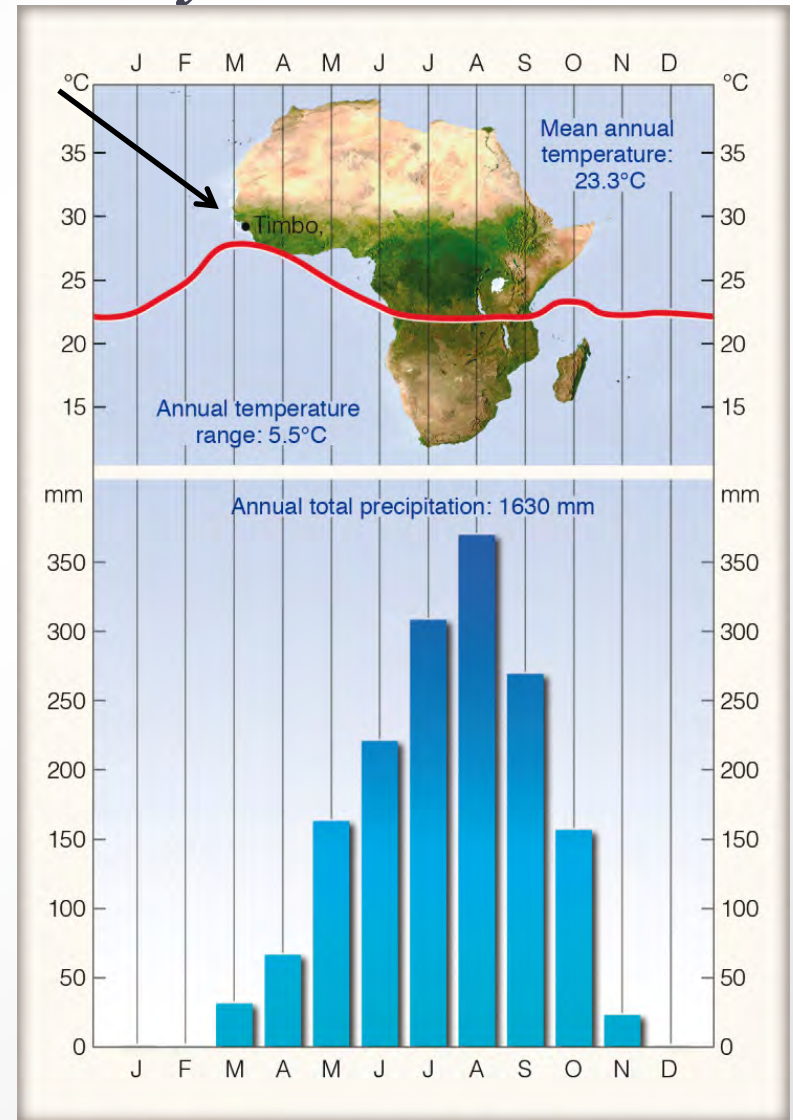 J F M A M J J A S O N D
°C °C
Mean annual
temperature:
23.3°C
35 35
30 30
Timbo,
25 25
20 20
15 15
Annual temperature
range: 5.5°C
mm mm
Annual total precipitation: 1630 mm
350 350
300 300
250 250
200 200
150 150
100 100
50 50
0 0
J F M A M J J A S O N D